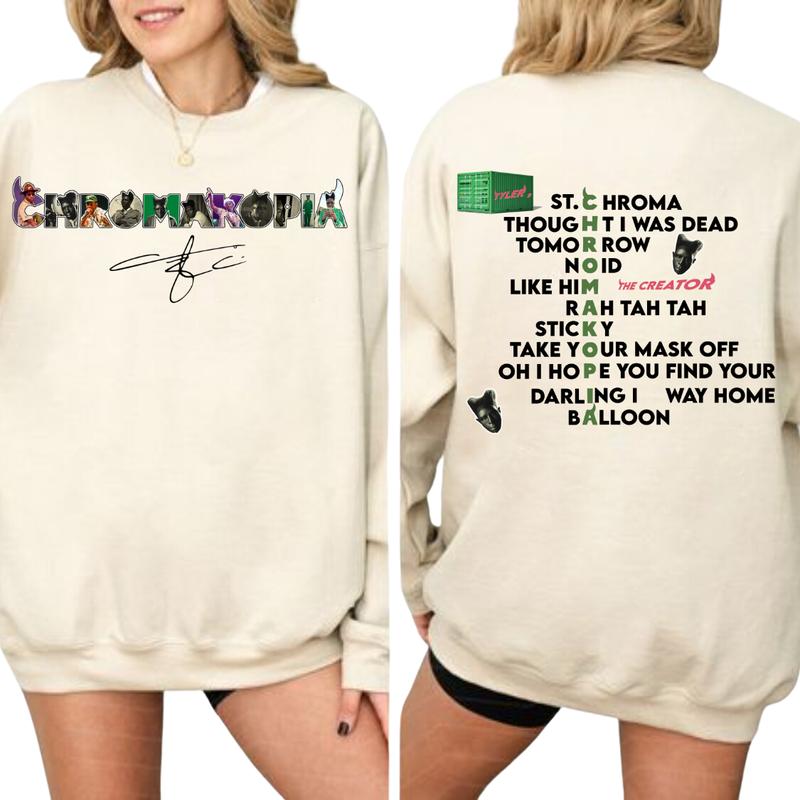 CHROMAKOPIA
TYLER,
ST. CHROMA
THOUGHT I WAS DEAD
TOMORROW
NOID
LIKE HIM THE CREATOR
RAH TAH TAH
STICKY
TAKE YOUR MASK OFF
OH I HOPE YOU FIND YOUR
DARLING I WAY HOME
BALLOON